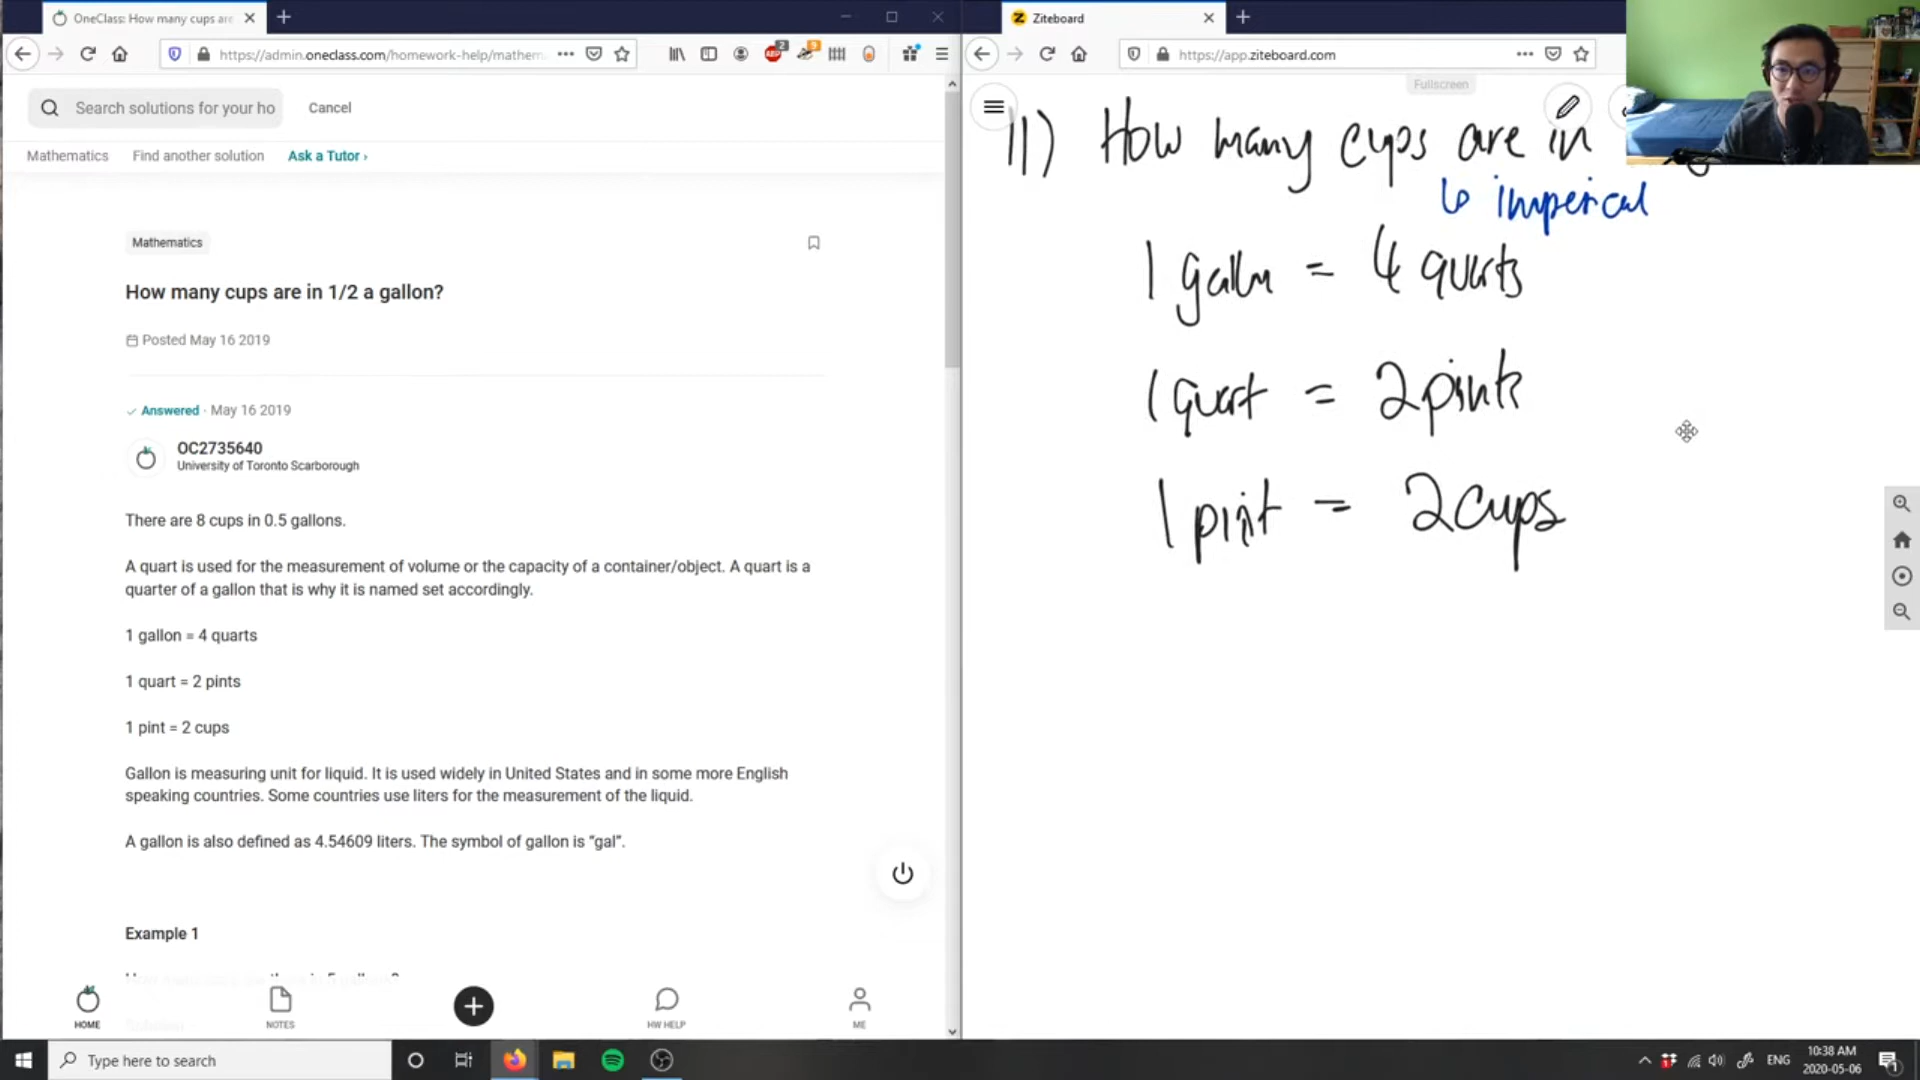 OneClass: How many cups are
https://admin.oneclass.com/homework-help/mathem
2
9
Search solutions for your ho
Cancel
Mathematics
Find another solution
Ask a Tutor ›
Mathematics
How many cups are in 1/2 a gallon?
Posted May 16 2019
Answered · May 16 2019
OC2735640
University of Toronto Scarborough
There are 8 cups in 0.5 gallons.
A quart is used for the measurement of volume or the capacity of a container/object. A quart is a
quarter of a gallon that is why it is named set accordingly.
1 gallon = 4 quarts
1 quart = 2 pints
1 pint = 2 cups
Gallon is measuring unit for liquid. It is used widely in United States and in some more English
speaking countries. Some countries use liters for the measurement of the liquid.
A gallon is also defined as 4.54609 liters. The symbol of gallon is “gal”.
Example 1
HOME
NOTES
HW HELP
ME
Ziteboard
https://app.ziteboard.com
Fullscreen
11) How many cups are in
↳ imperical
1 gallon = 4 quarts
1 quart = 2 pints
1 pint = 2 cups
Type here to search
ENG
10:38 AM
2020-05-06
1